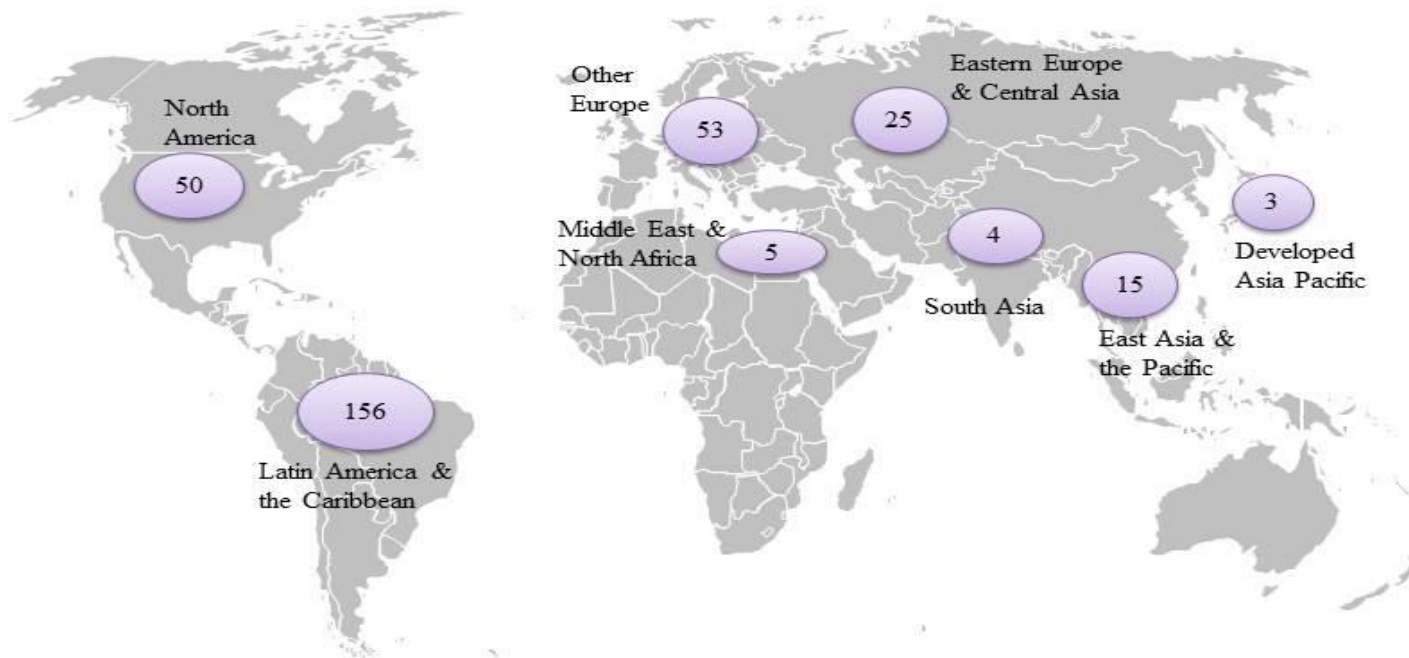 North
America
50
Other
Europe
53
Eastern Europe
& Central Asia
25
Middle East &
North Africa
5
4
South Asia
3
Developed
Asia Pacific
15
East Asia &
the Pacific
156
Latin America &
the Caribbean